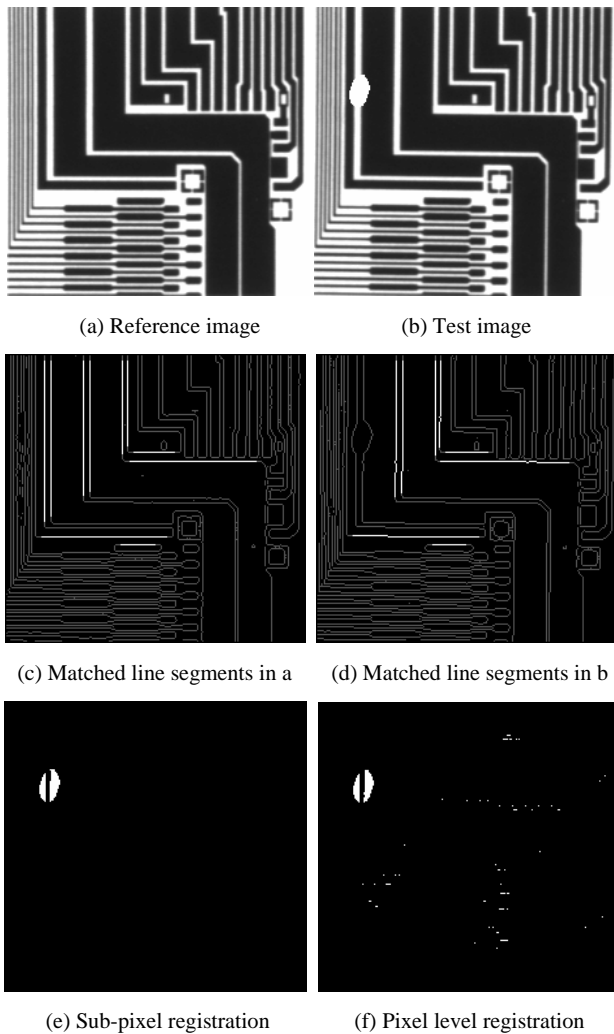 (a) Reference image
(b) Test image
(c) Matched line segments in a
(d) Matched line segments in b
(e) Sub-pixel registration
(f) Pixel level registration